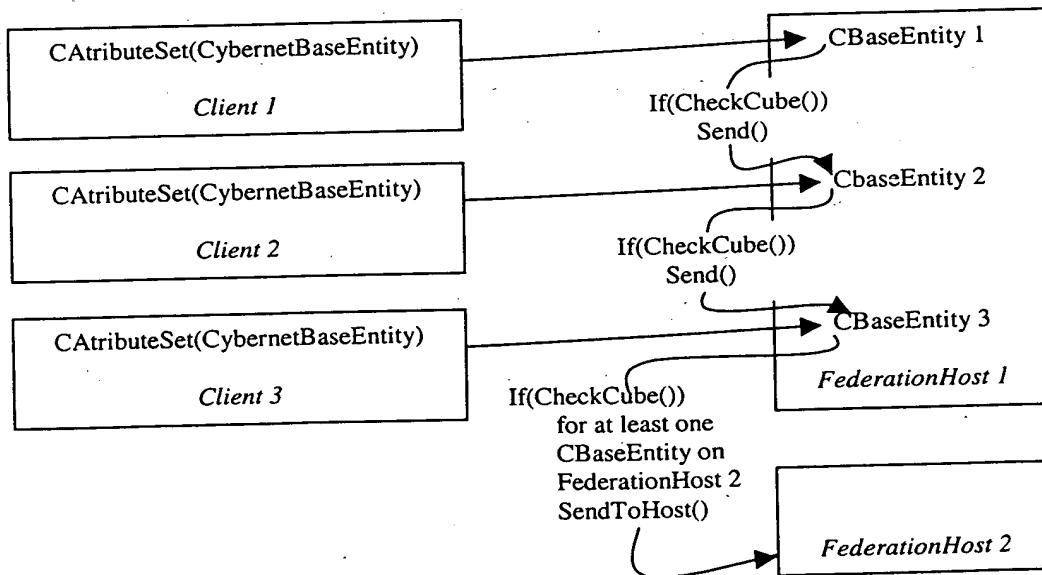 CAtributeSet(CybernetBaseEntity)
Client 1
CBaseEntity 1
If(CheckCube())
Send()
CAtributeSet(CybernetBaseEntity)
Client 2
CbaseEntity 2
If(CheckCube())
Send()
CAtributeSet(CybernetBaseEntity)
Client 3
CBaseEntity 3
FederationHost 1
If(CheckCube())
for at least one
CBaseEntity on
FederationHost 2
SendToHost()
FederationHost 2